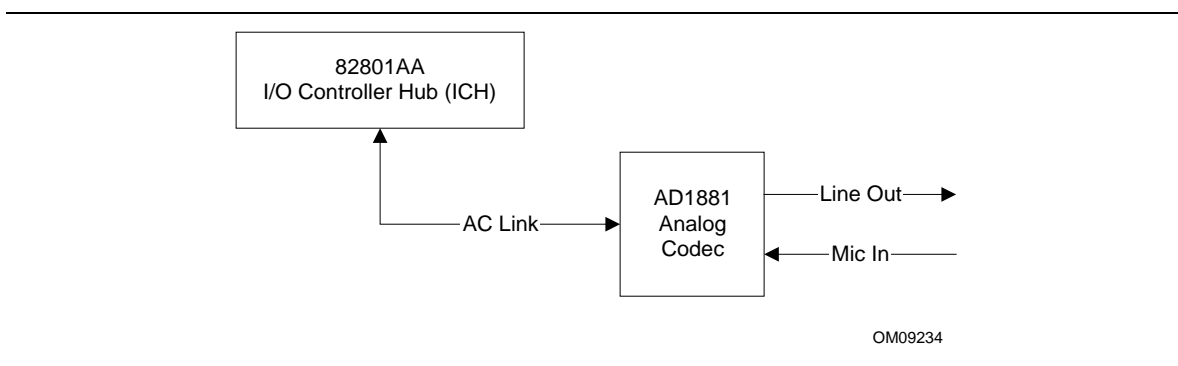 82801AA
I/O Controller Hub (ICH)
AD1881
Analog
Codec
Line Out
AC Link
Mic In
OM09234